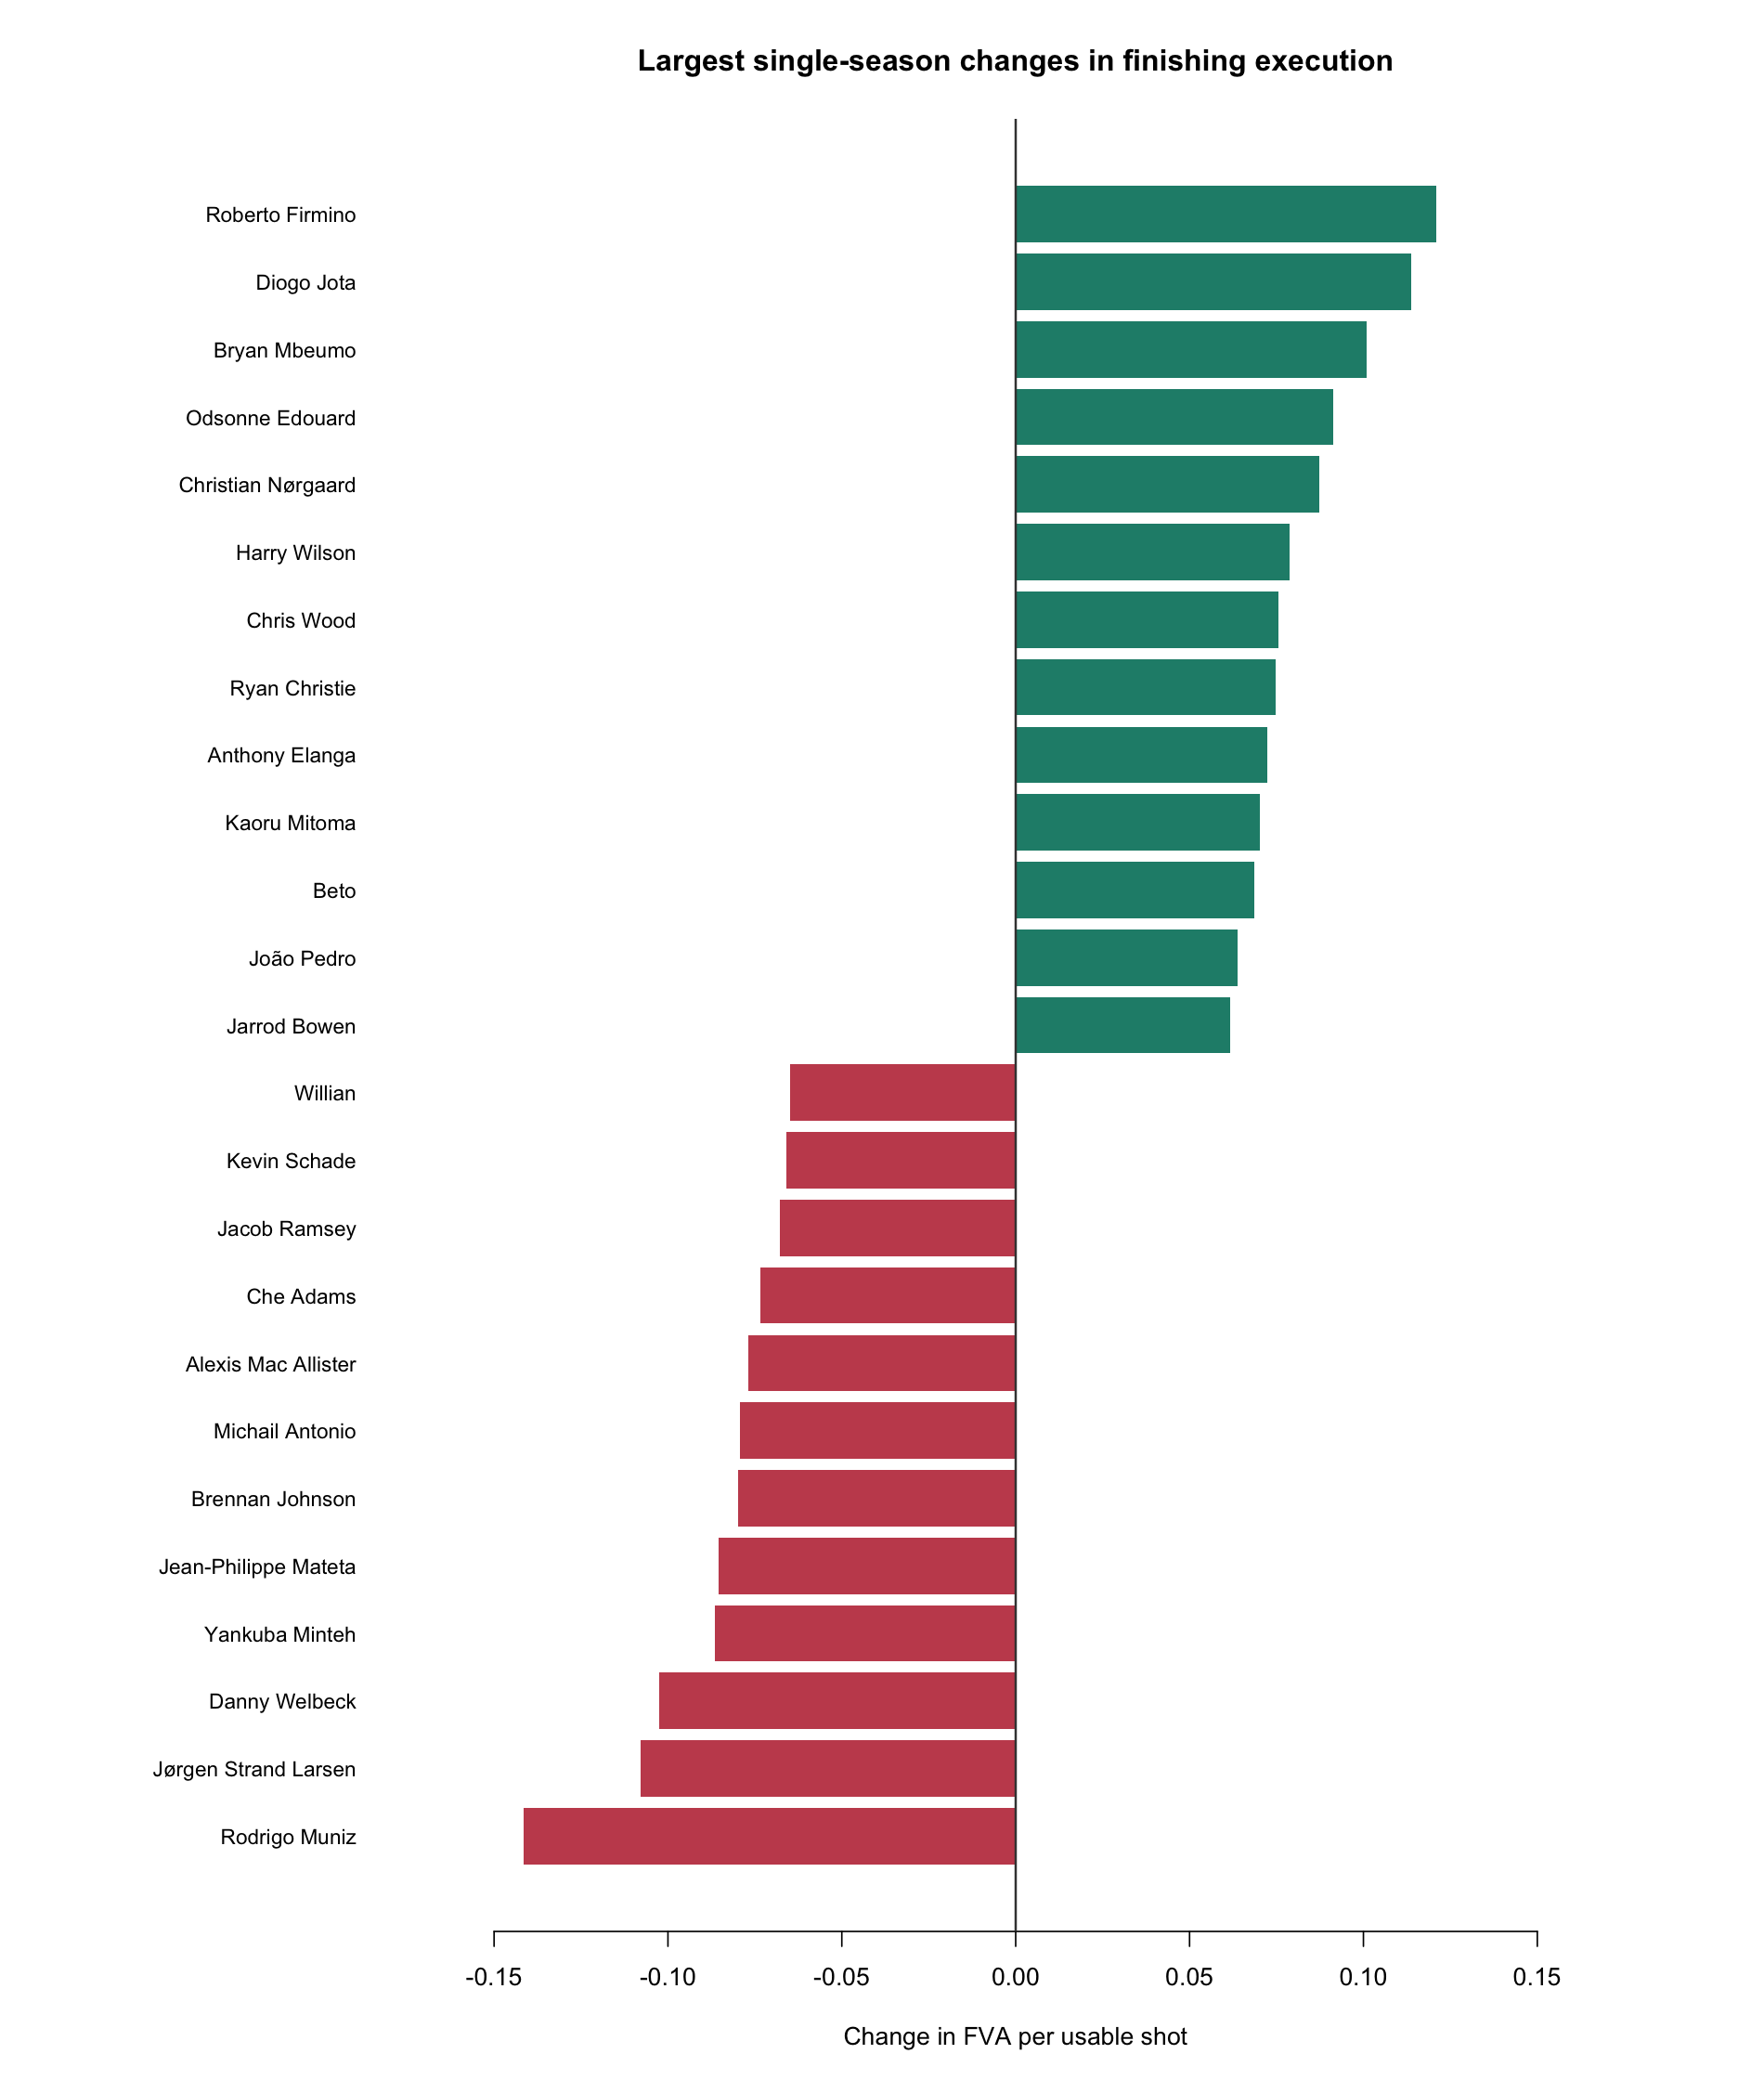 Largest single-season changes in finishing execution
Roberto Firmino
Diogo Jota
Bryan Mbeumo
Odsonne Edouard
Christian Nørgaard
Harry Wilson
Chris Wood
Ryan Christie
Anthony Elanga
Kaoru Mitoma
Beto
João Pedro
Jarrod Bowen
Willian
Kevin Schade
Jacob Ramsey
Che Adams
Alexis Mac Allister
Michail Antonio
Brennan Johnson
Jean-Philippe Mateta
Yankuba Minteh
Danny Welbeck
Jørgen Strand Larsen
Rodrigo Muniz
-0.15 -0.10 -0.05 0.00 0.05 0.10 0.15
Change in FVA per usable shot